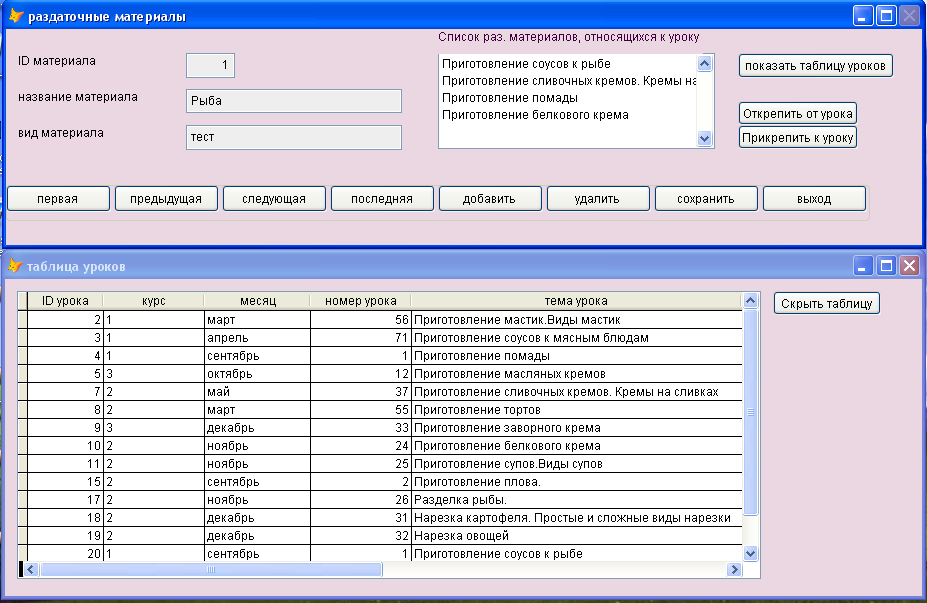 раздаточные материалы
Список раз. материалов, относящихся к уроку
ID материала 1
название материала Рыба
вид материала тест
Приготовление соусов к рыбе
Приготовление сливочных кремов. Кремы на
Приготовление помады
Приготовление белкового крема
показать таблицу уроков
Открепить от урока
Прикрепить к уроку
первая предыдущая следующая последняя добавить удалить сохранить выход
таблица уроков
ID урока курс месяц номер урока тема урока
2 1 март 56 Приготовление мастик.Виды мастик
3 1 апрель 71 Приготовление соусов к мясным блюдам
4 1 сентябрь 1 Приготовление помады
5 3 октябрь 12 Приготовление масляных кремов
7 2 май 37 Приготовление сливочных кремов. Кремы на сливках
8 2 март 55 Приготовление тортов
9 3 декабрь 33 Приготовление заворного крема
10 2 ноябрь 24 Приготовление белкового крема
11 2 ноябрь 25 Приготовление супов.Виды супов
15 2 сентябрь 2 Приготовление плова.
17 2 ноябрь 26 Разделка рыбы.
18 2 декабрь 31 Нарезка картофеля. Простые и сложные виды нарезки
19 2 декабрь 32 Нарезка овощей
20 1 сентябрь 1 Приготовление соусов к рыбе
Скрыть таблицу